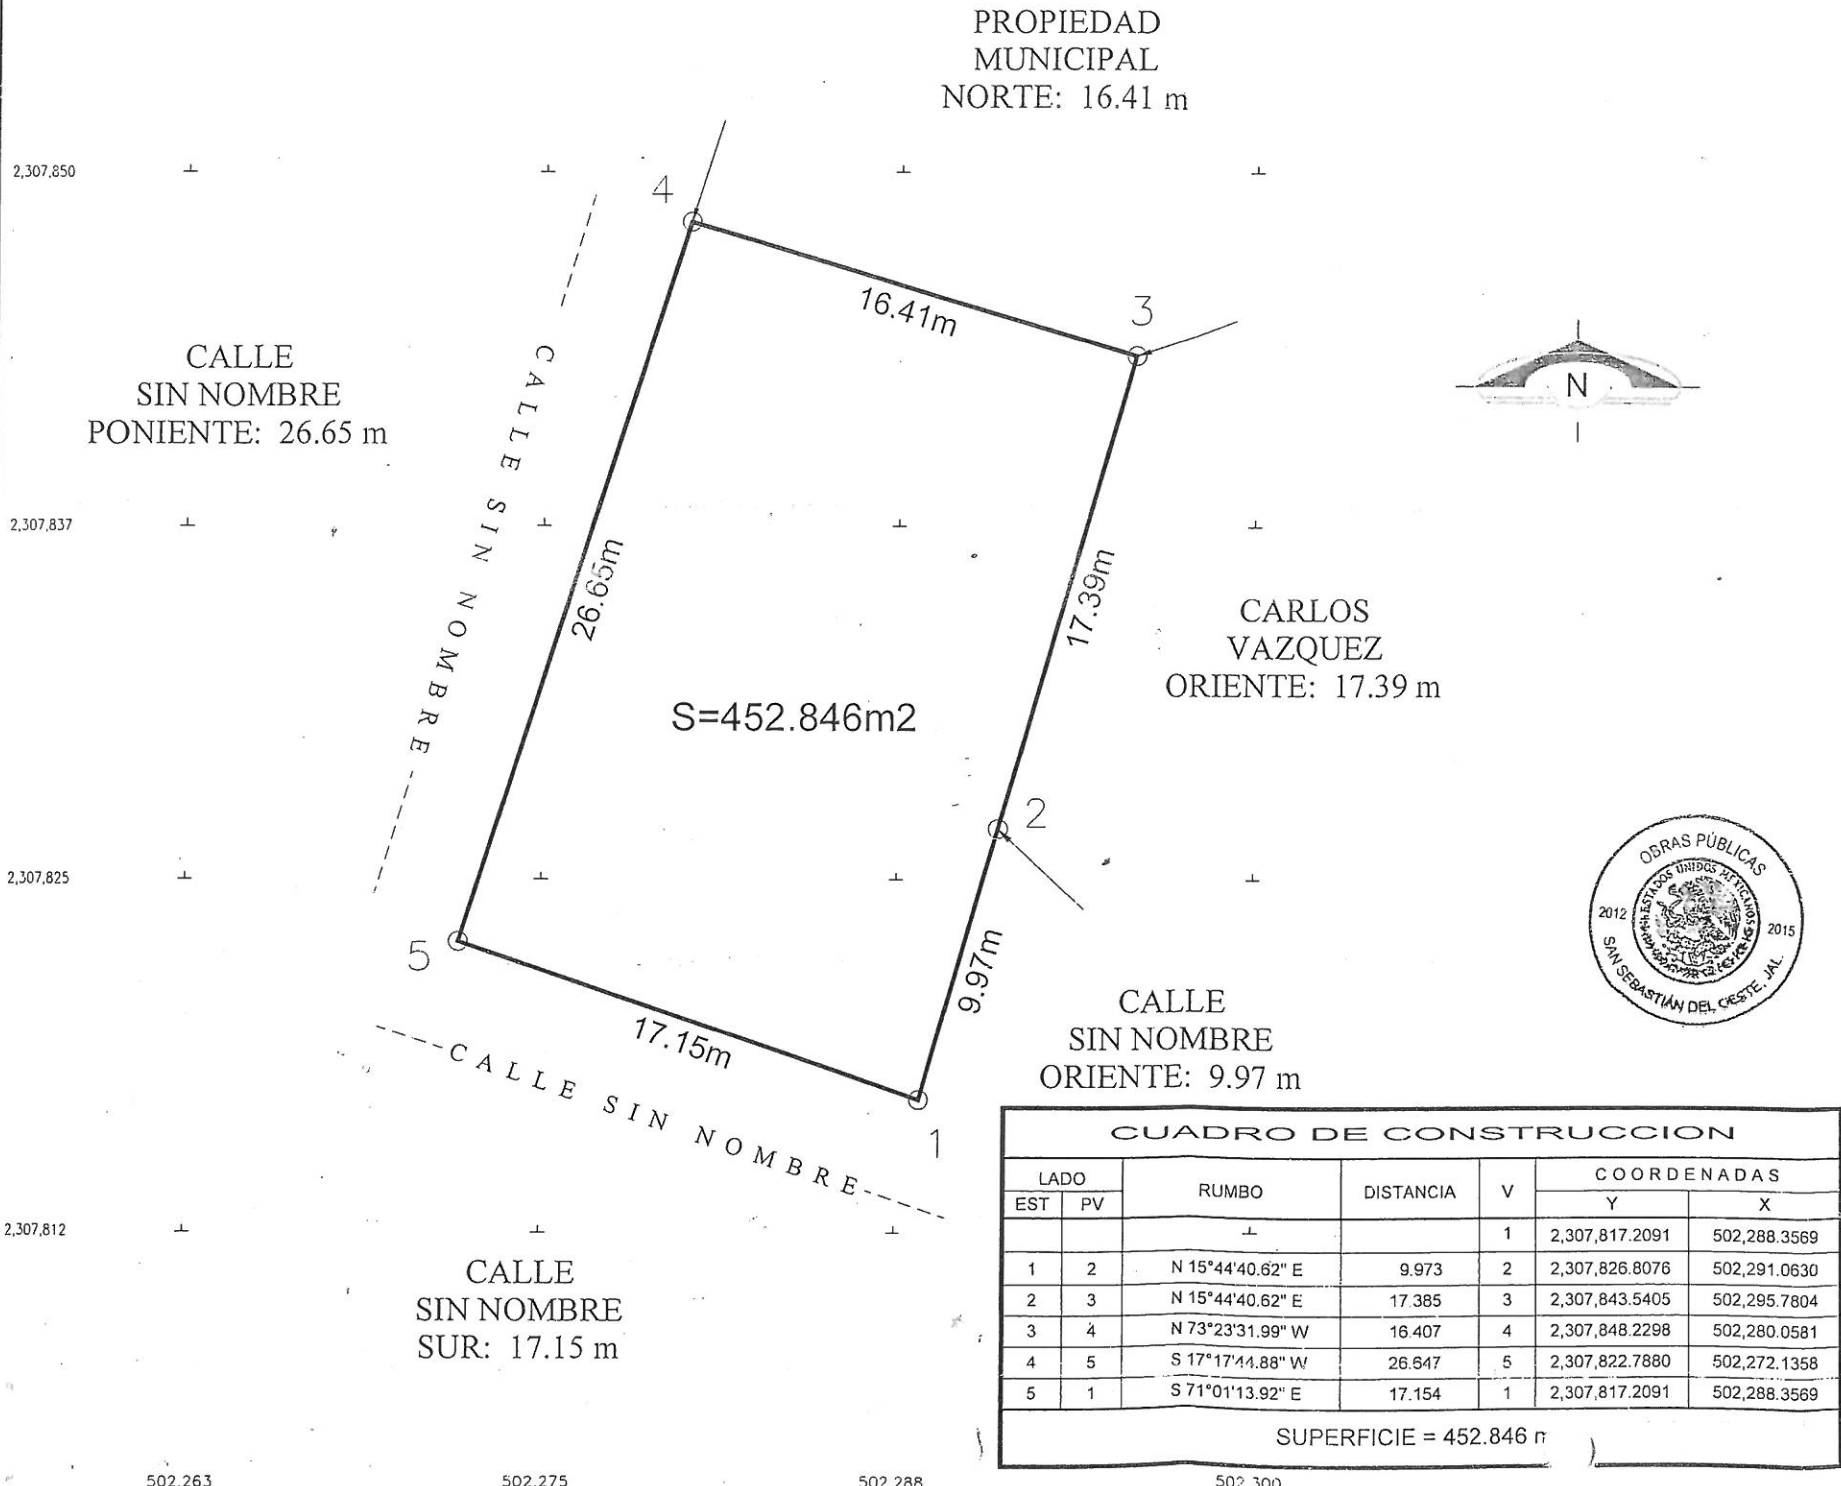 PROPIEDAD
MUNICIPAL
NORTE: 16.41 m
2,307,850
4
16.41m
3
CALLE
SIN NOMBRE
PONIENTE: 26.65 m
CALLE SIN NOMBRE
N
2,307,837
26.65m
17.39m
CARLOS
VAZQUEZ
ORIENTE: 17.39 m
S=452.846m2
2
2,307,825
5
9.97m
17.15m
CALLE SIN NOMBRE
1
CALLE
SIN NOMBRE
ORIENTE: 9.97 m
OBRAS PÚBLICAS
ESTADOS UNIDOS MEXICANOS
2012
2015
SAN SEBASTIÁN DEL OESTE, JAL.
2,307,812
CALLE
SIN NOMBRE
SUR: 17.15 m
CUADRO DE CONSTRUCCION
LADO RUMBO DISTANCIA V COORDENADAS
EST PV Y X
1 2,307,817.2091 502,288.3569
1 2 N 15°44'40.62" E 9.973 2 2,307,826.8076 502,291.0630
2 3 N 15°44'40.62" E 17.385 3 2,307,843.5405 502,295.7804
3 4 N 73°23'31.99" W 16.407 4 2,307,848.2298 502,280.0581
4 5 S 17°17'44.88" W 26.647 5 2,307,822.7880 502,272.1358
5 1 S 71°01'13.92" E 17.154 1 2,307,817.2091 502,288.3569
SUPERFICIE = 452.846 m
502,263
502,275
502,288
502,300